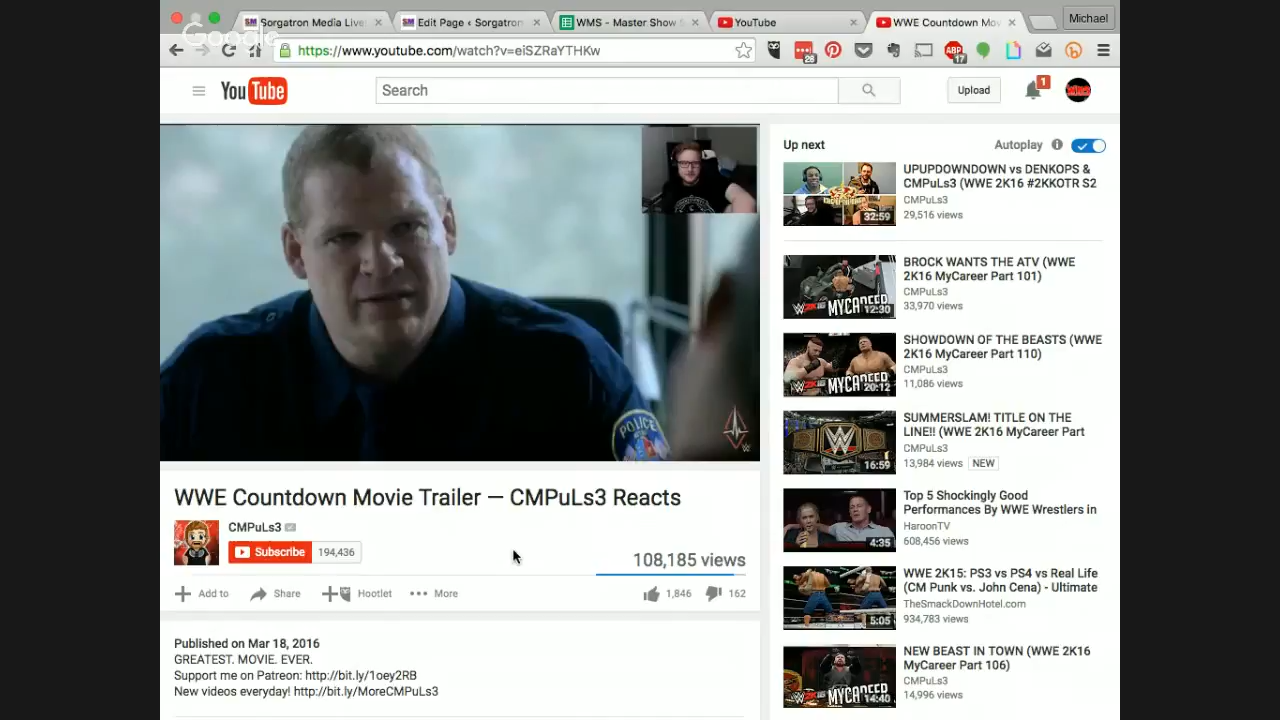 Sorgatron Media Live
Edit Page ‹ Sorgatron
WMS - Master Show S
YouTube
WWE Countdown Mov
Michael
Google
https://www.youtube.com/watch?v=eiSZRaYTHKw
26
ABP
17
YouTube
Search
Upload
1
Up next
Autoplay
UPUPDOWNDOWN vs DENKOPS &
CMPuLs3 (WWE 2K16 #2KKOTR S2
CMPuLs3
29,516 views
32:59
BROCK WANTS THE ATV (WWE
2K16 MyCareer Part 101)
CMPuLs3
33,970 views
MYCAREER
12:30
SHOWDOWN OF THE BEASTS (WWE
2K16 MyCareer Part 110)
CMPuLs3
11,086 views
MYCAREER
20:12
SUMMERSLAM! TITLE ON THE
LINE!! (WWE 2K16 MyCareer Part
CMPuLs3
13,984 views NEW
16:59
Top 5 Shockingly Good
Performances By WWE Wrestlers in
HaroonTV
608,456 views
4:35
WWE 2K15: PS3 vs PS4 vs Real Life
(CM Punk vs. John Cena) - Ultimate
TheSmackDownHotel.com
934,783 views
5:05
NEW BEAST IN TOWN (WWE 2K16
MyCareer Part 106)
CMPuLs3
14,996 views
MYCAREER
14:40
POLICE
WWE Countdown Movie Trailer — CMPuLs3 Reacts
CMPuLs3
Subscribe 194,436
108,185 views
Add to Share Hootlet More
1,846 162
Published on Mar 18, 2016
GREATEST. MOVIE. EVER.
Support me on Patreon: http://bit.ly/1oey2RB
New videos everyday! http://bit.ly/MoreCMPuLs3